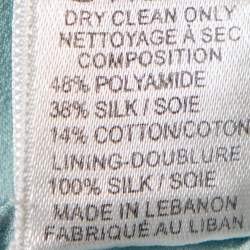 DRY CLEAN ONLY
NETTOYAGE À SEC
COMPOSITION
48% POLYAMIDE
38% SILK / SOIE
14% COTTON/COTON
LINING-DOUBLURE
100% SILK / SOIE
MADE IN LEBANON
FABRIQUÉ AU LIBAN